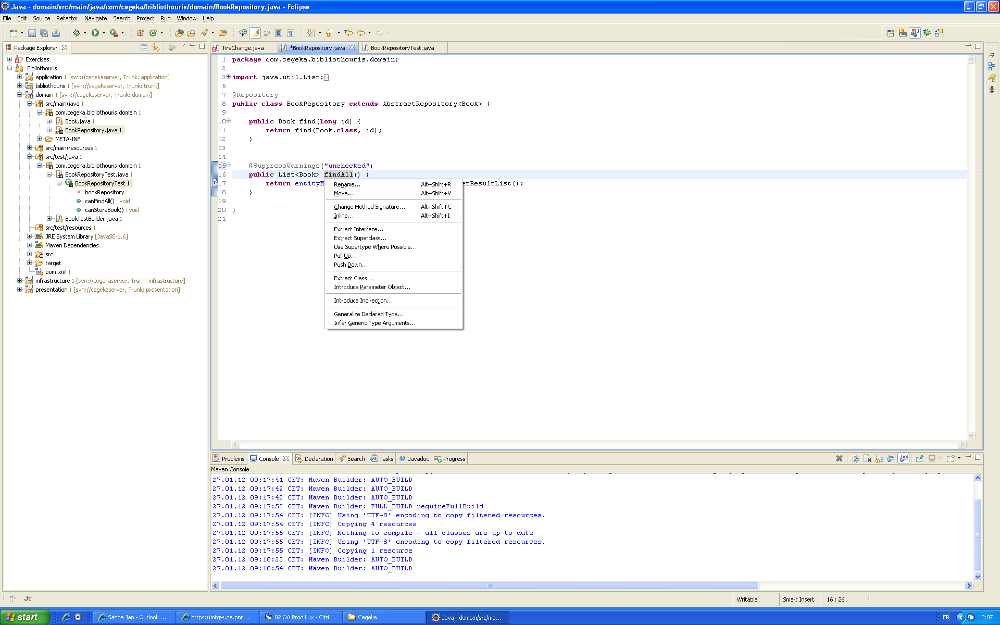 Java - domain/src/main/java/com/cegeka/bibliothouris/domain/BookRepository.java - Eclipse
File Edit Source Refactor Navigate Search Project Run Window Help
Package Explorer
TireChange.java
*BookRepository.java
BookRepositoryTest.java
Exercises
Bibliothouris
application 1 [svn://cegekaserver, Trunk: application]
bibliothouris 1 [svn://cegekaserver, Trunk: trunk]
domain 1 [svn://cegekaserver, Trunk: domain]
src/main/java 1
com.cegeka.bibliothouris.domain 1
Book.java 1
BookRepository.java 1
META-INF
src/main/resources 1
src/test/java 1
com.cegeka.bibliothouris.domain 1
BookRepositoryTest.java 1
BookRepositoryTest 1
bookRepository
canFindAll() : void
canStoreBook() : void
BookTestBuilder.java 1
src/test/resources 1
JRE System Library [JavaSE-1.6]
Maven Dependencies
src 1
target
pom.xml 1
infrastructure 1 [svn://cegekaserver, Trunk: infrastructure]
presentation 1 [svn://cegekaserver, Trunk: presentation]
1 package com.cegeka.bibliothouris.domain;
2
3 import java.util.List;
6
7 @Repository
8 public class BookRepository extends AbstractRepository<Book> {
9
10 public Book find(long id) {
11 return find(Book.class, id);
12 }
13
14
15 @SuppressWarnings("unchecked")
16 public List<Book> findAll() {
17 return entityM etResultList();
18 }
19
20 }
21
Rename... Alt+Shift+R
Move... Alt+Shift+V
Change Method Signature... Alt+Shift+C
Inline... Alt+Shift+I
Extract Interface...
Extract Superclass...
Use Supertype Where Possible...
Pull Up...
Push Down...
Extract Class...
Introduce Parameter Object...
Introduce Indirection...
Generalize Declared Type...
Infer Generic Type Arguments...
Problems Console Declaration Search Tasks @ Javadoc Progress
Maven Console
27.01.12 09:17:41 CET: Maven Builder: AUTO_BUILD
27.01.12 09:17:42 CET: Maven Builder: AUTO_BUILD
27.01.12 09:17:42 CET: Maven Builder: AUTO_BUILD
27.01.12 09:17:52 CET: Maven Builder: FULL_BUILD requireFullBuild
27.01.12 09:17:54 CET: [INFO] Using 'UTF-8' encoding to copy filtered resources.
27.01.12 09:17:54 CET: [INFO] Copying 4 resources
27.01.12 09:17:55 CET: [INFO] Nothing to compile - all classes are up to date
27.01.12 09:17:55 CET: [INFO] Using 'UTF-8' encoding to copy filtered resources.
27.01.12 09:17:55 CET: [INFO] Copying 1 resource
27.01.12 09:18:23 CET: Maven Builder: AUTO_BUILD
27.01.12 09:18:54 CET: Maven Builder: AUTO_BUILD
Ju
Writable Smart Insert 16 : 26
start
Sabbe Jan - Outlook ...
https://mfgw.oa.pnr...
02 OA Prod Lux - Citri...
Cegeka
Java - domain/src/ma...
FR
12:07